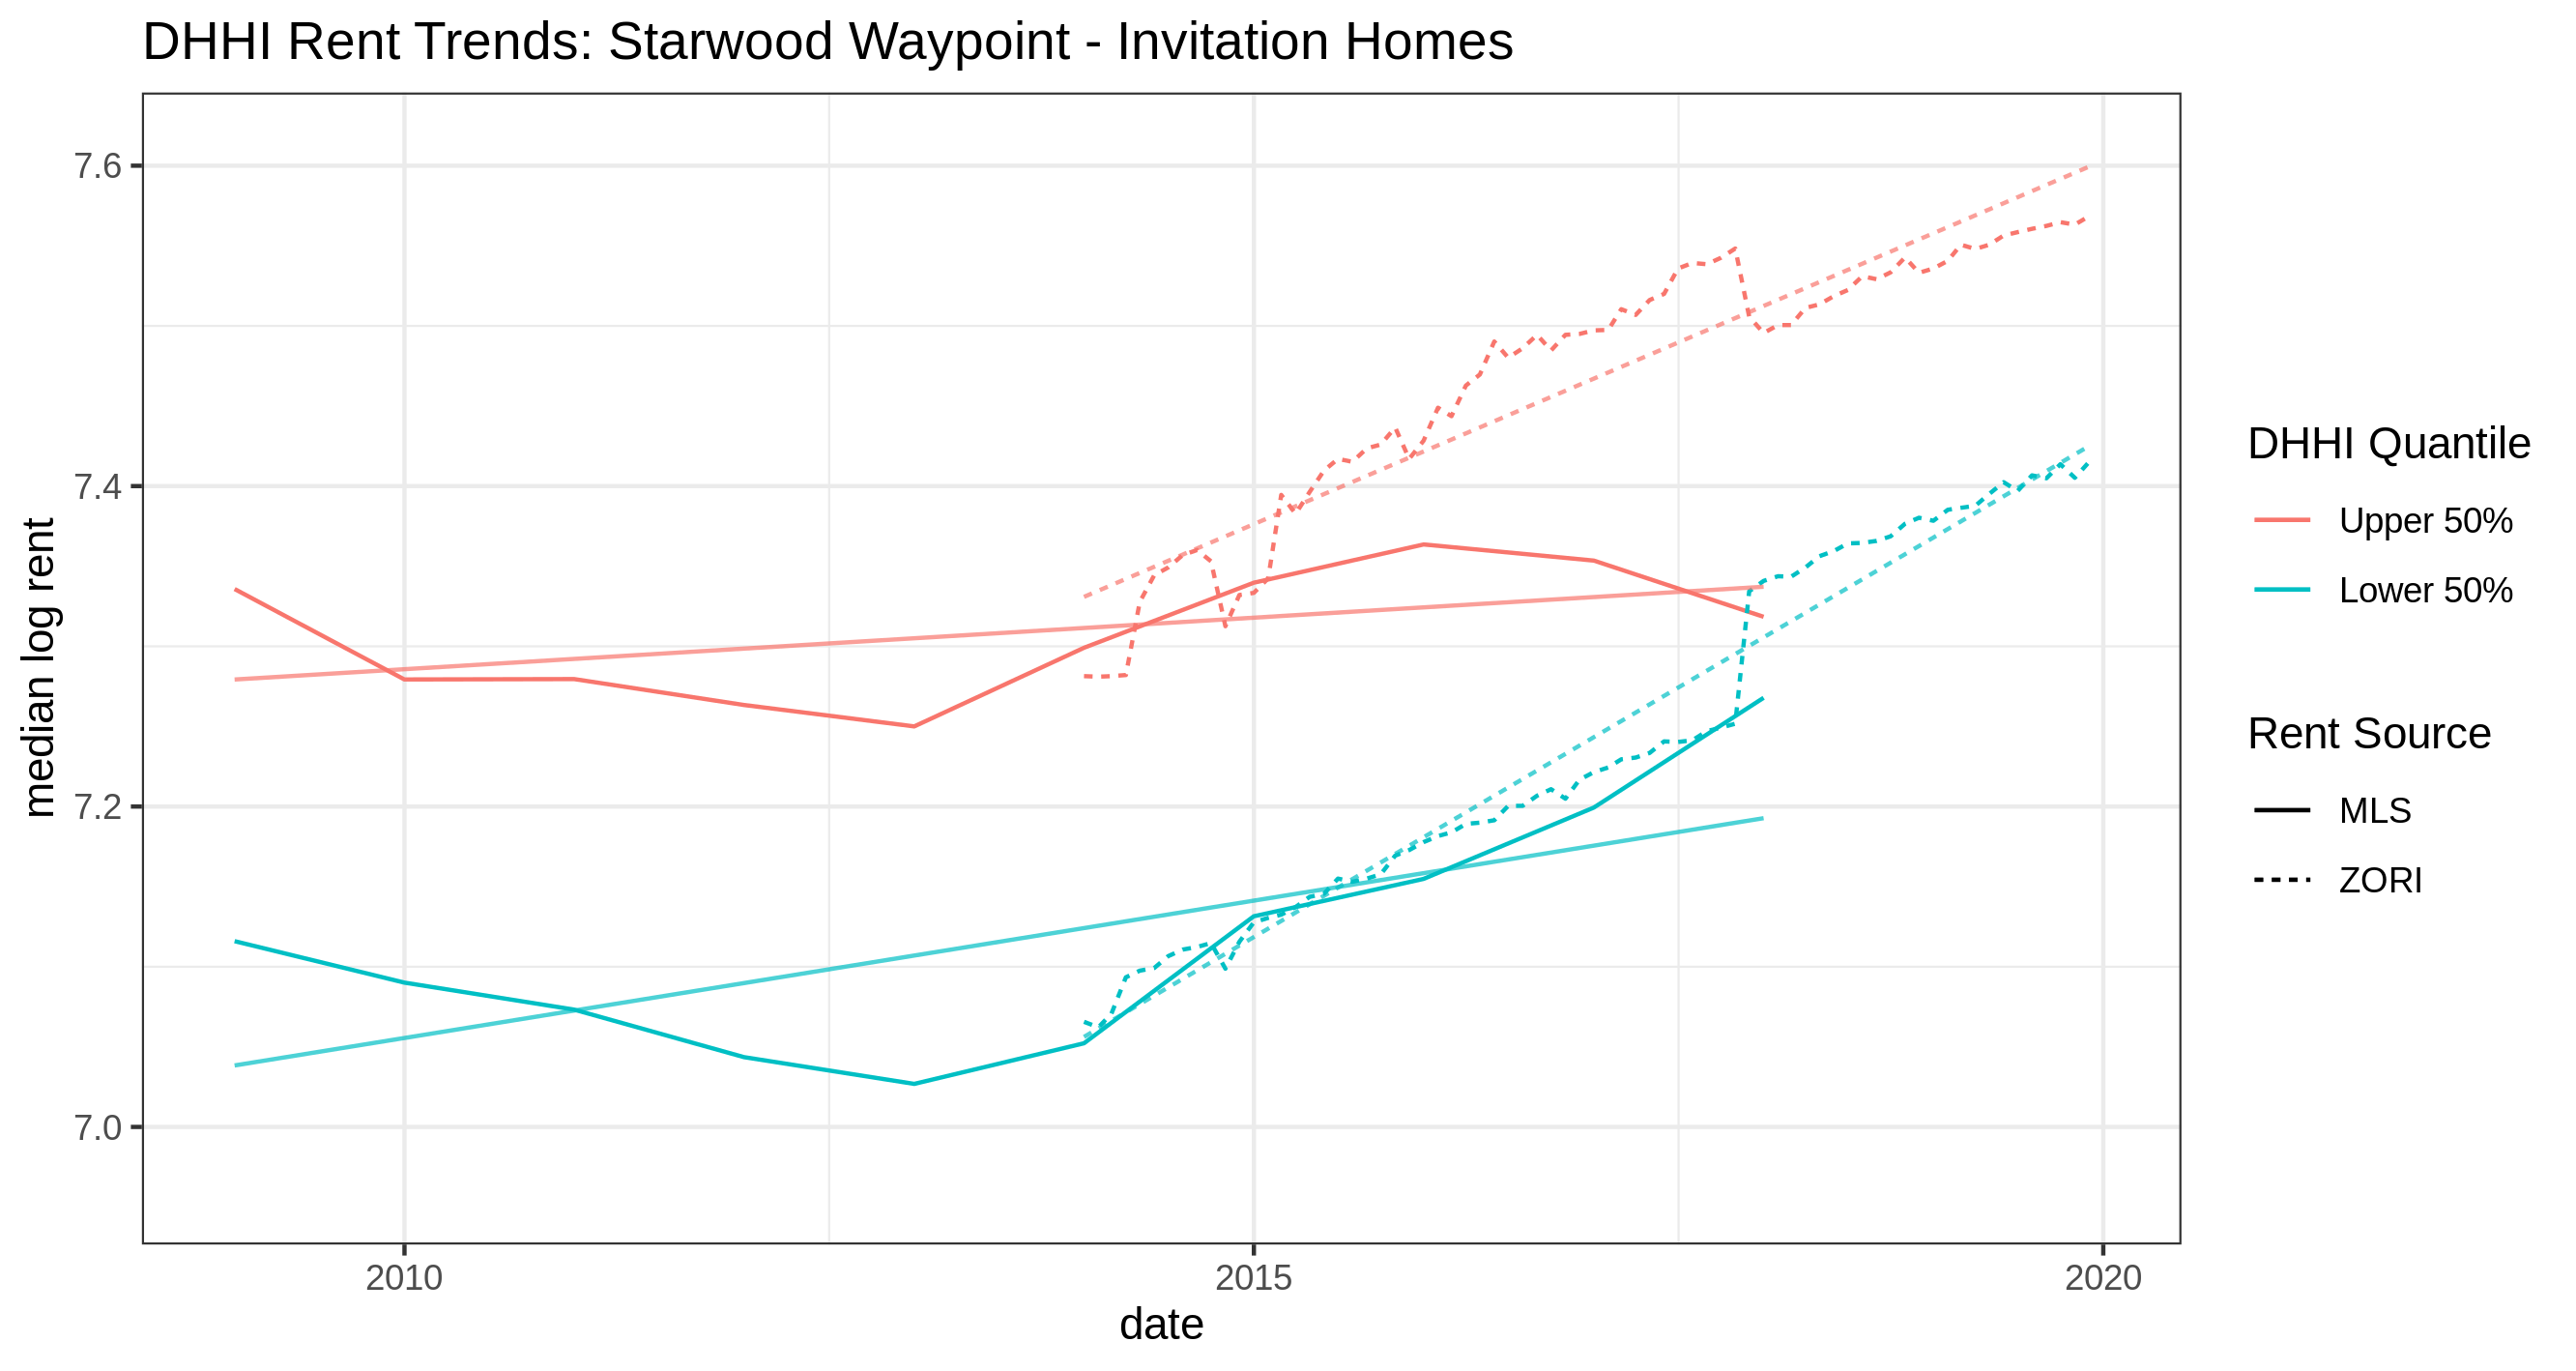 DHHI Rent Trends: Starwood Waypoint - Invitation Homes
median log rent
7.6
7.4
7.2
7.0
2010
2015
2020
date
DHHI Quantile
Upper 50%
Lower 50%
Rent Source
MLS
ZORI